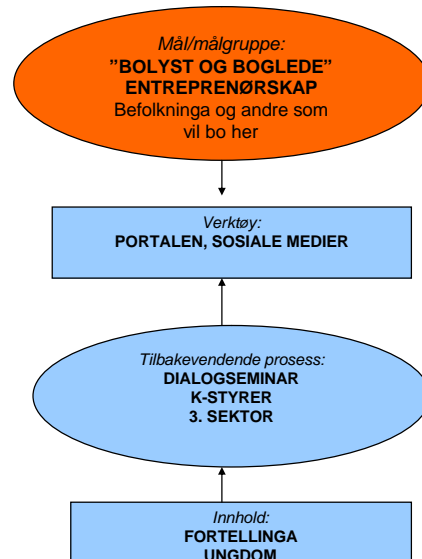 Mål/målgruppe:
”BOLYST OG BOGLEDE”
ENTREPRENØRSKAP
Befolkninga og andre som
vil bo her
Verktøy:
PORTALEN, SOSIALE MEDIER
Tilbakevendende prosess:
DIALOGSEMINAR
K-STYRER
3. SEKTOR
Innhold:
FORTELLINGA
UNGDOM